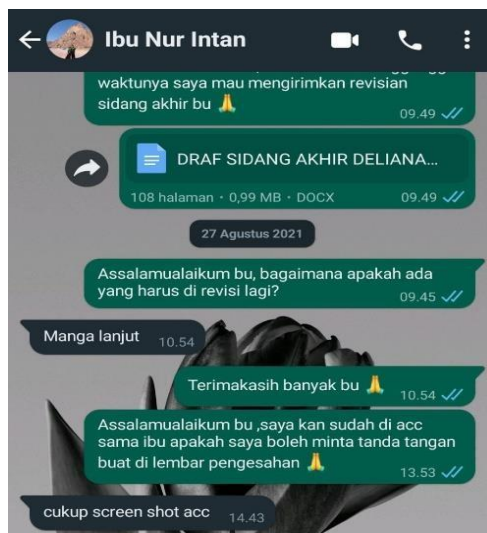 Ibu Nur Intan
waktunya saya mau mengirimkan revisian
sidang akhir bu 🙏
09.49
DRAF SIDANG AKHIR DELIANA...
108 halaman • 0,99 MB • DOCX
09.49
27 Agustus 2021
Assalamualaikum bu, bagaimana apakah ada
yang harus di revisi lagi?
09.45
Manga lanjut 10.54
Terimakasih banyak bu 🙏 10.54
Assalamualaikum bu ,saya kan sudah di acc
sama ibu apakah saya boleh minta tanda tangan
buat di lembar pengesahan 🙏
13.53
cukup screen shot acc 14.43